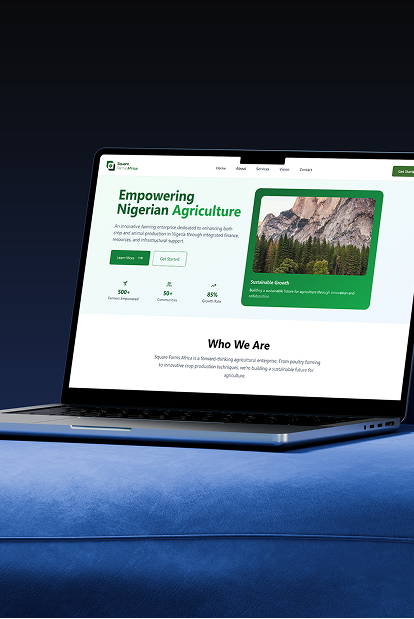 Square
Farms Africa
Home
About
Services
Vision
Contact
Get Starte
Empowering
Nigerian Agriculture
An innovative farming enterprise dedicated to enhancing both
crop and animal production in Nigeria through integrated finance,
resources, and infrastructural support.
Learn More
Get Started
500+
Farmers Empowered
50+
Communities
85%
Growth Rate
Sustainable Growth
Building a sustainable future for agriculture through innovation and
collaboration.
Who We Are
Square Farms Africa is a forward-thinking agricultural enterprise. From poultry farming
to innovative crop production techniques, we're building a sustainable future for
agriculture.